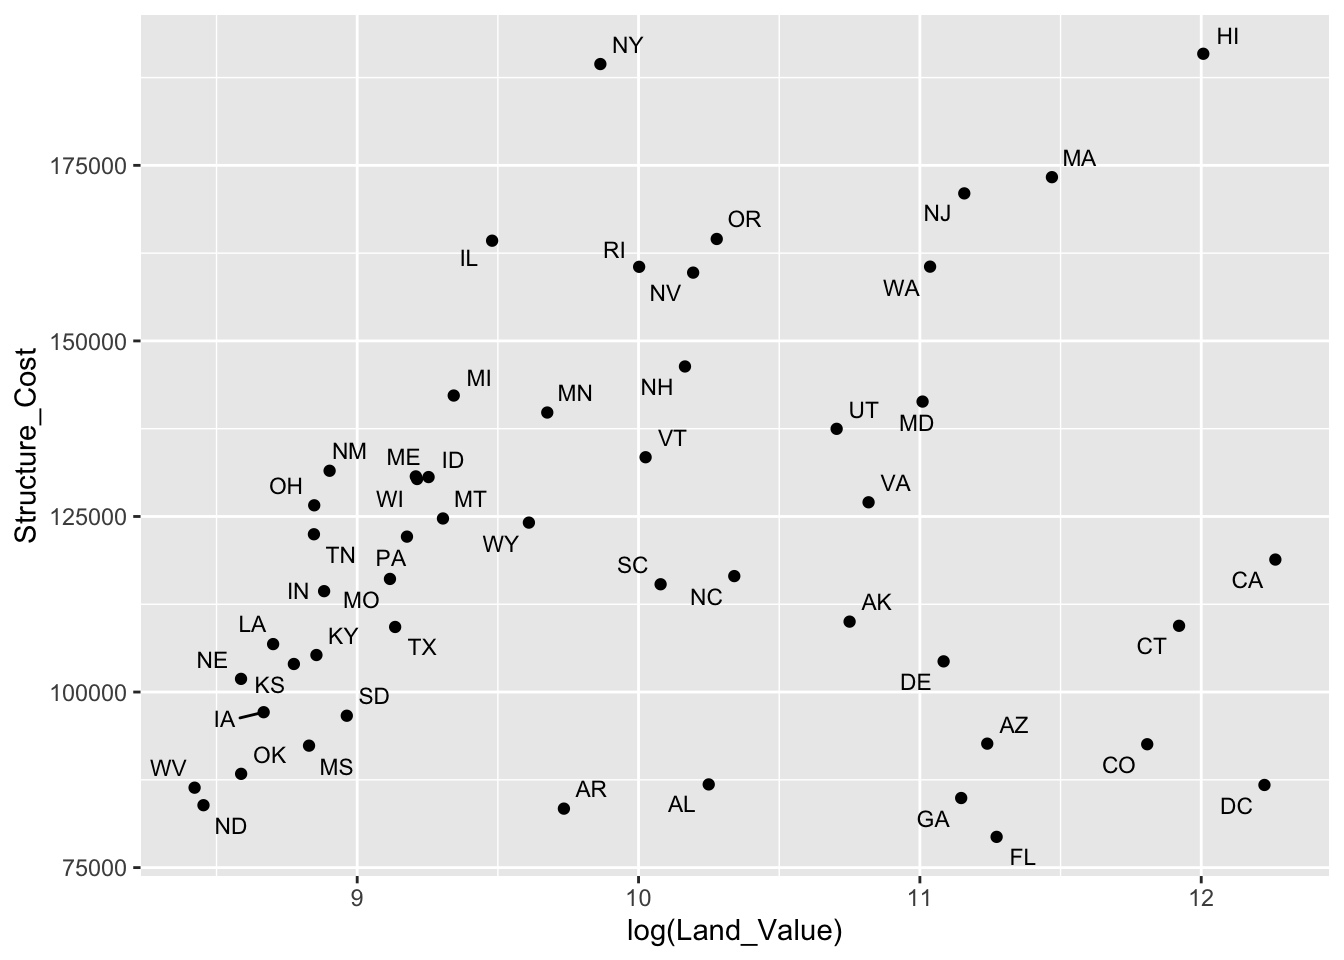 NY
HI
175000
MA
NJ
OR
IL
RI
NV
WA
150000
MI
MN
NH
UT
MD
VT
NM
ME
ID
OH
WI
MT
VA
125000
TN
PA
WY
SC
NC
CA
IN
MO
AK
LA
KY
TX
CT
NE
KS
DE
100000
SD
IA
AZ
OK
CO
WV
MS
AR
AL
DC
ND
GA
FL
75000
9
10
11
12
log(Land_Value)
Structure_Cost